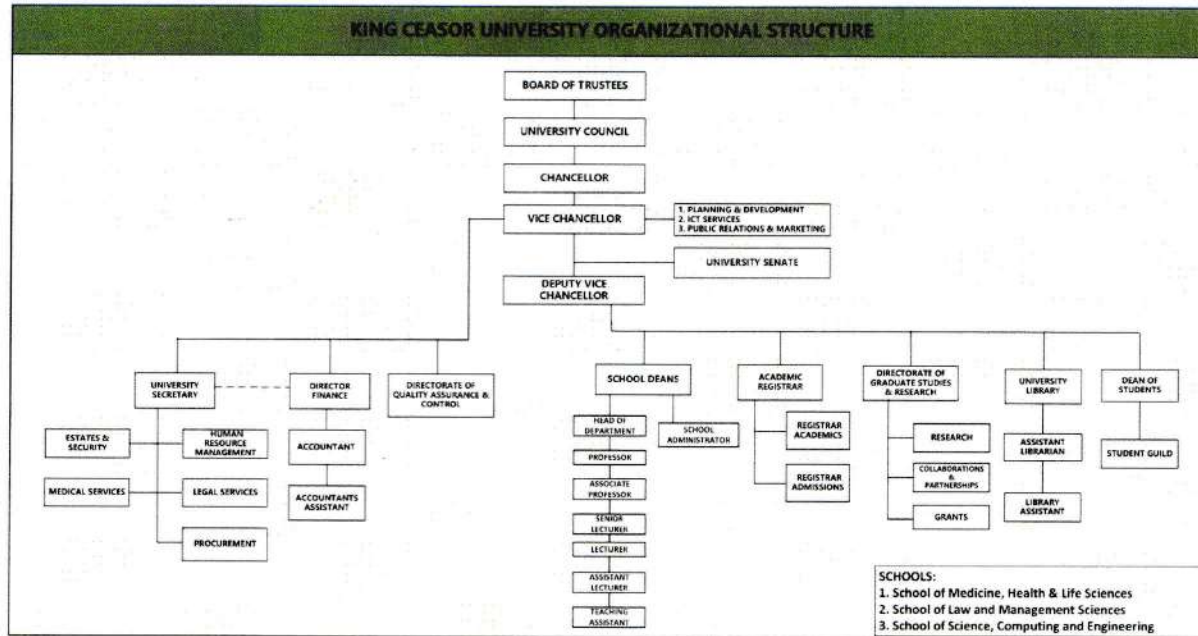 KING CEASOR UNIVERSITY ORGANIZATIONAL STRUCTURE
BOARD OF TRUSTEES
UNIVERSITY COUNCIL
CHANCELLOR
VICE CHANCELLOR
1. PLANNING & DEVELOPMENT
2. ICT SERVICES
3. PUBLIC RELATIONS & MARKETING
UNIVERSITY SENATE
DEPUTY VICE
CHANCELLOR
UNIVERSITY
SECRETARY
DIRECTOR
FINANCE
DIRECTORATE OF
QUALITY ASSURANCE &
CONTROL
SCHOOL DEANS
ACADEMIC
REGISTRAR
DIRECTORATE OF
GRADUATE STUDIES
& RESEARCH
UNIVERSITY
LIBRARY
DEAN OF
STUDENTS
ESTATES &
SECURITY
HUMAN
RESOURCE
MANAGEMENT
ACCOUNTANT
MEDICAL SERVICES
LEGAL SERVICES
ACCOUNTANTS
ASSISTANT
PROCUREMENT
HEAD OF
DEPARTMENT
SCHOOL
ADMINISTRATOR
PROFESSOR
ASSOCIATE
PROFESSOR
SENIOR
LECTURER
LECTURER
ASSISTANT
LECTURER
TEACHING
ASSISTANT
REGISTRAR
ACADEMICS
REGISTRAR
ADMISSIONS
RESEARCH
COLLABORATIONS
&
PARTNERSHIPS
GRANTS
ASSISTANT
LIBRARIAN
LIBRARY
ASSISTANT
STUDENT GUILD
SCHOOLS:
1. School of Medicine, Health & Life Sciences
2. School of Law and Management Sciences
3. School of Science, Computing and Engineering